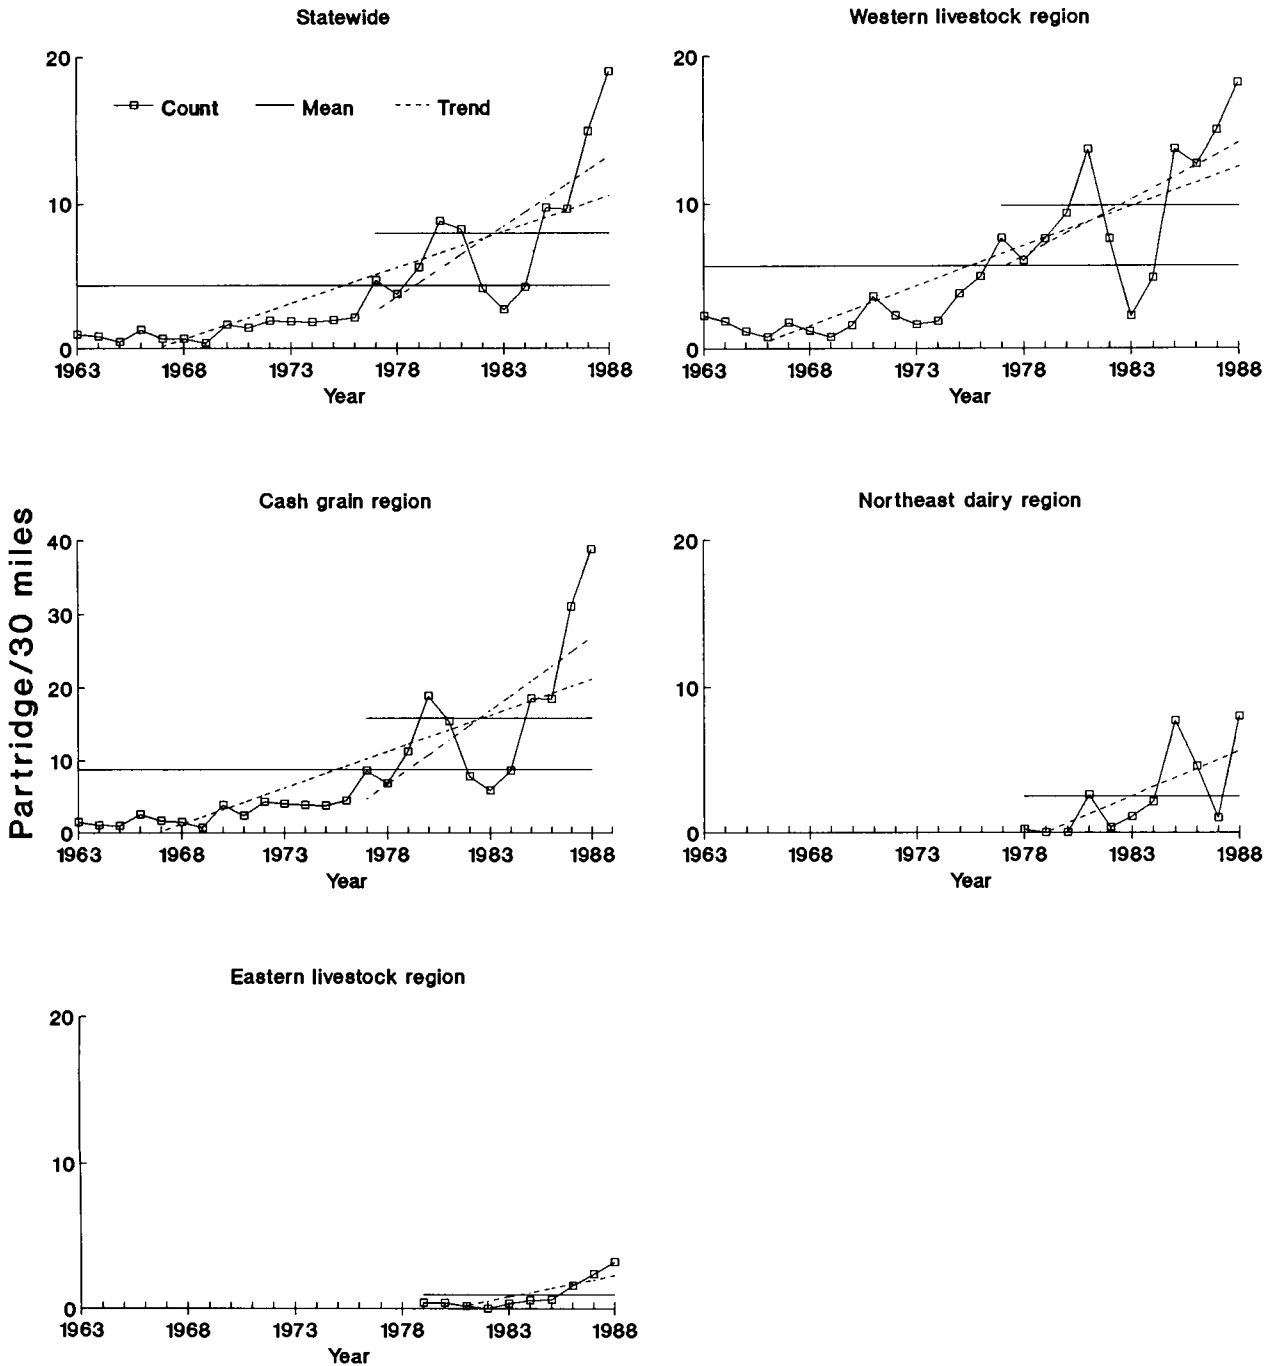 Statewide
20
10
0
Count Mean Trend
1963 1968 1973 1978 1983 1988
Year
Western livestock region
20
10
0
1963 1968 1973 1978 1983 1988
Year
Partridge/30 miles
Cash grain region
40
30
20
10
0
1963 1968 1973 1978 1983 1988
Year
Northeast dairy region
20
10
0
1963 1968 1973 1978 1983 1988
Year
Eastern livestock region
20
10
0
1963 1968 1973 1978 1983 1988
Year